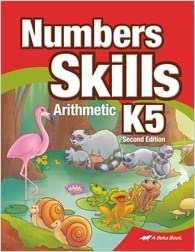 Numbers
Skills
Arithmetic K5
Second Edition
A Beka Book